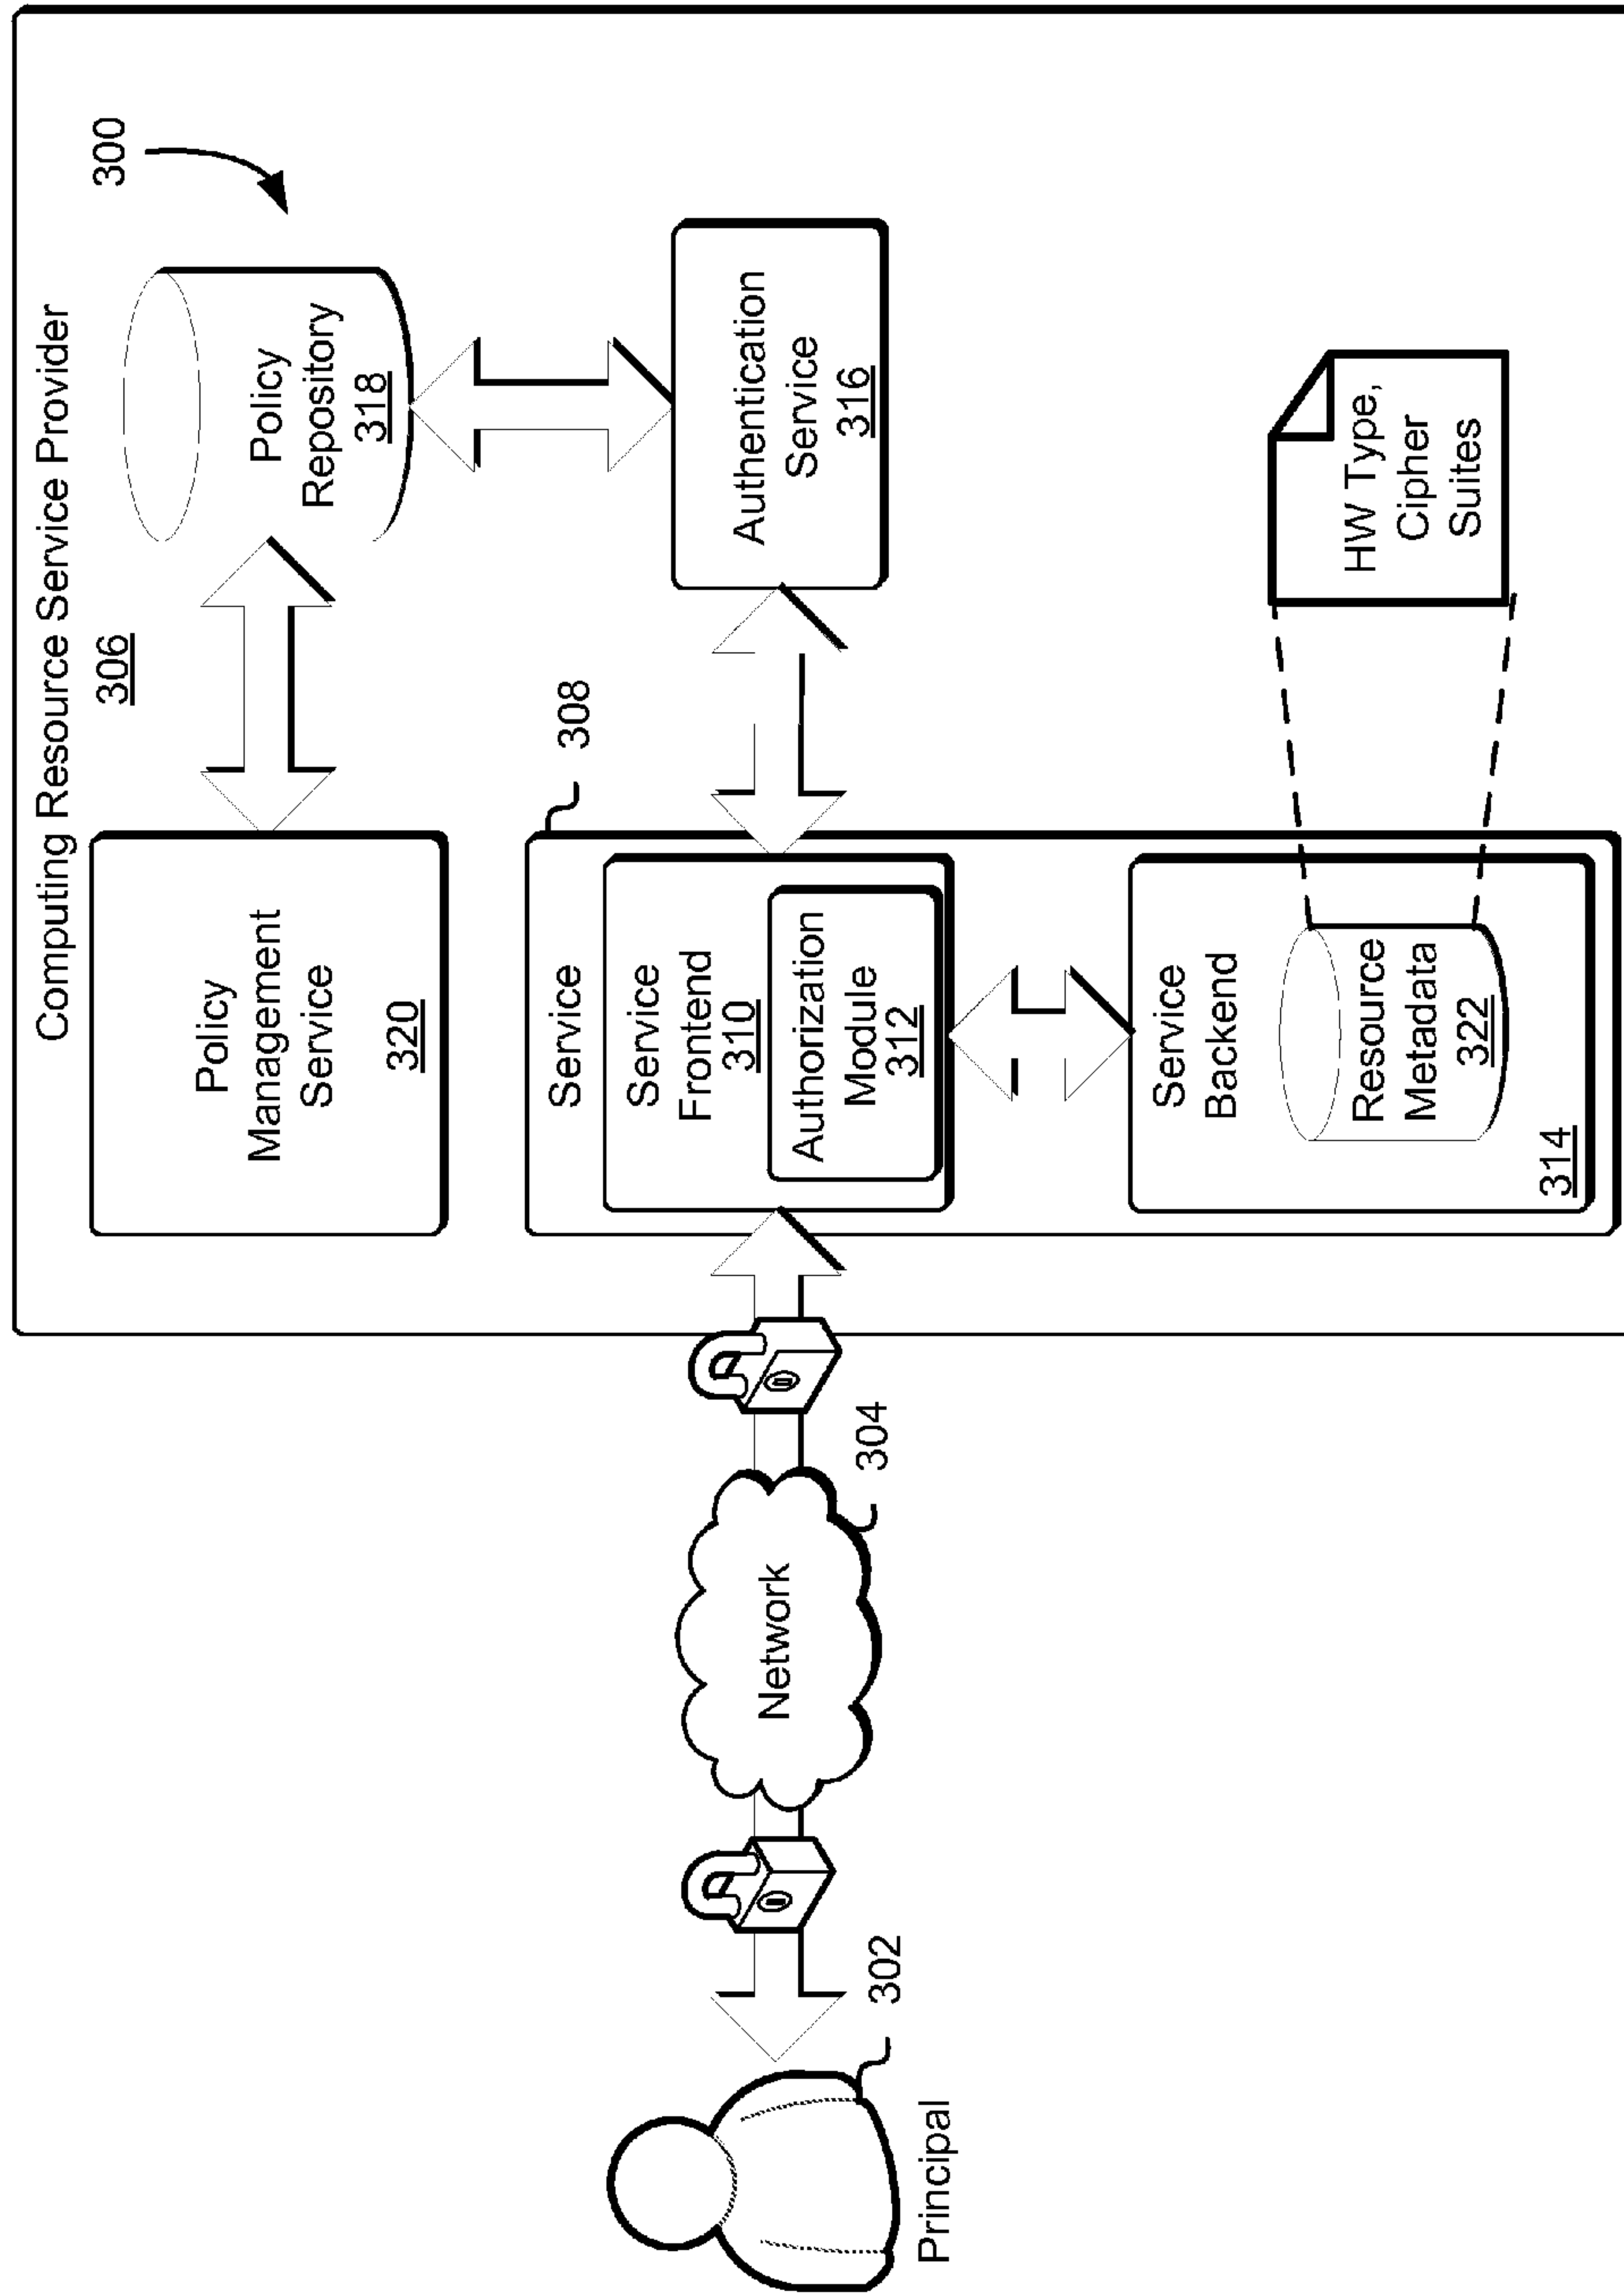 Computing Resource Service Provider
306
300
Policy
Management
Service
320
Policy
Repository
318
308
Service
Service
Frontend
310
Authorization
Module
312
Authentication
Service
316
Principal
302
Network
304
Service
Backend
Resource
Metadata
322
314
HW Type,
Cipher
Suites